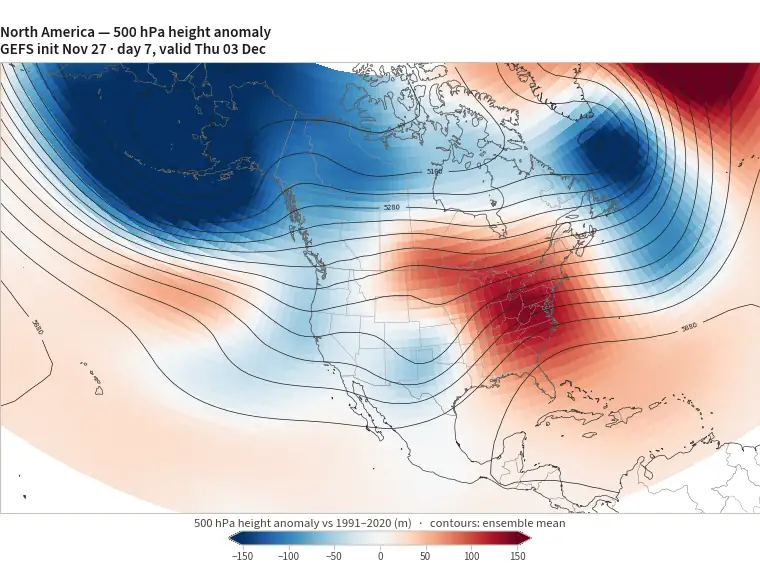 North America — 500 hPa height anomaly
GEFS init Nov 27 · day 7, valid Thu 03 Dec
5160
5280
5880
5880
500 hPa height anomaly vs 1991–2020 (m) · contours: ensemble mean
−150 −100 −50 0 50 100 150